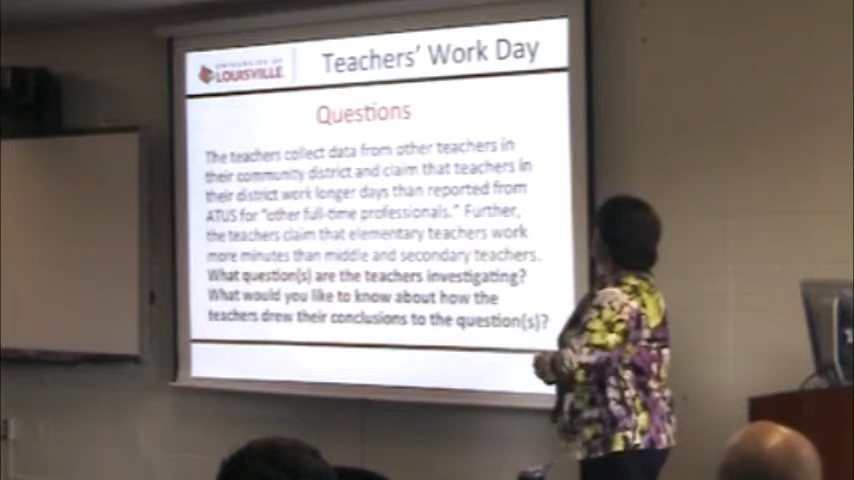 UNIVERSITY OF
LOUISVILLE
Teachers' Work Day
Questions
The teachers collect data from other teachers in
their community district and claim that teachers in
their district work longer days than reported from
ATUS for "other full-time professionals." Further,
the teachers claim that elementary teachers work
more minutes than middle and secondary teachers.
What question(s) are the teachers investigating?
What would you like to know about how the
teachers drew their conclusions to the question(s)?